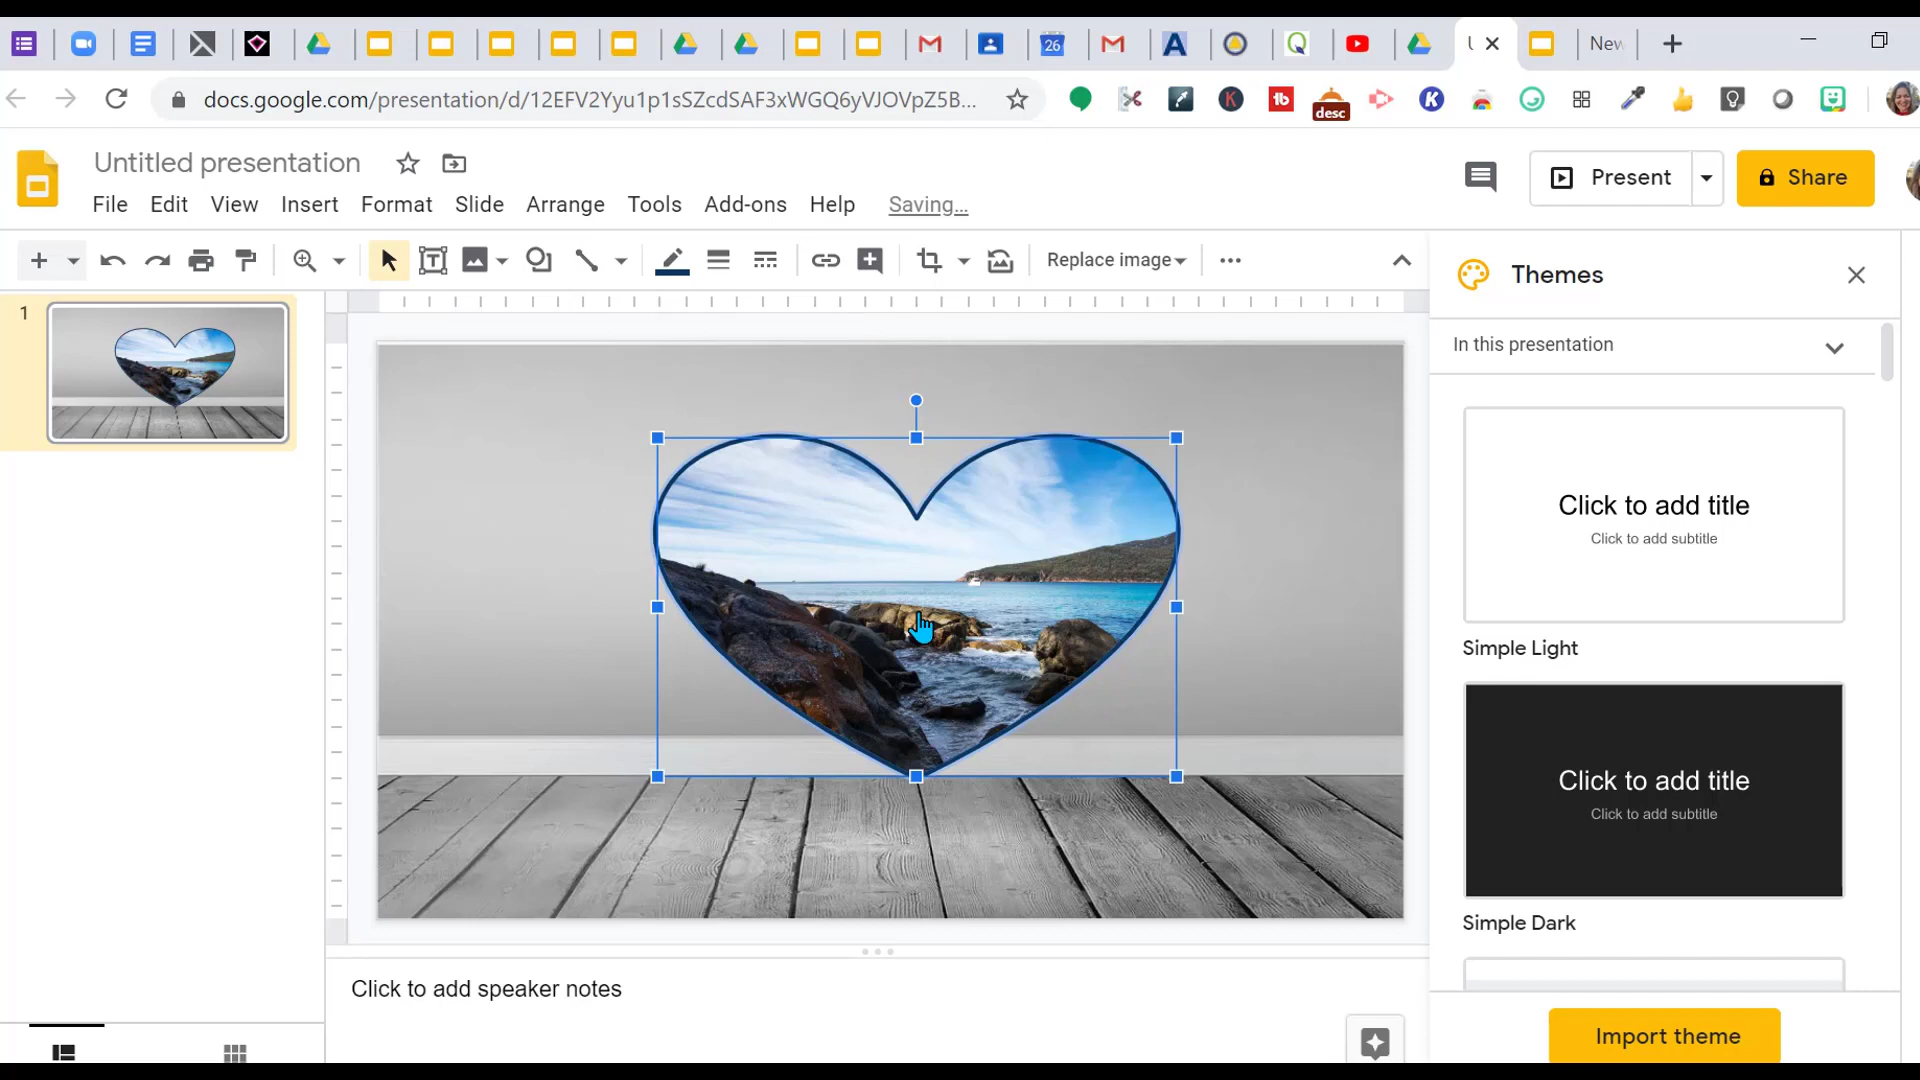 26
New
docs.google.com/presentation/d/12EFV2Yyu1p1sSZcdSAF3xWGQ6yVJOVpZ5B...
desc
Untitled presentation
File Edit View Insert Format Tools Slide Arrange Tools Add-ons Help Saving...
Present
Share
Replace image
Themes
In this presentation
1
Click to add title
Click to add subtitle
Simple Light
Click to add title
Click to add subtitle
Simple Dark
Click to add speaker notes
Import theme